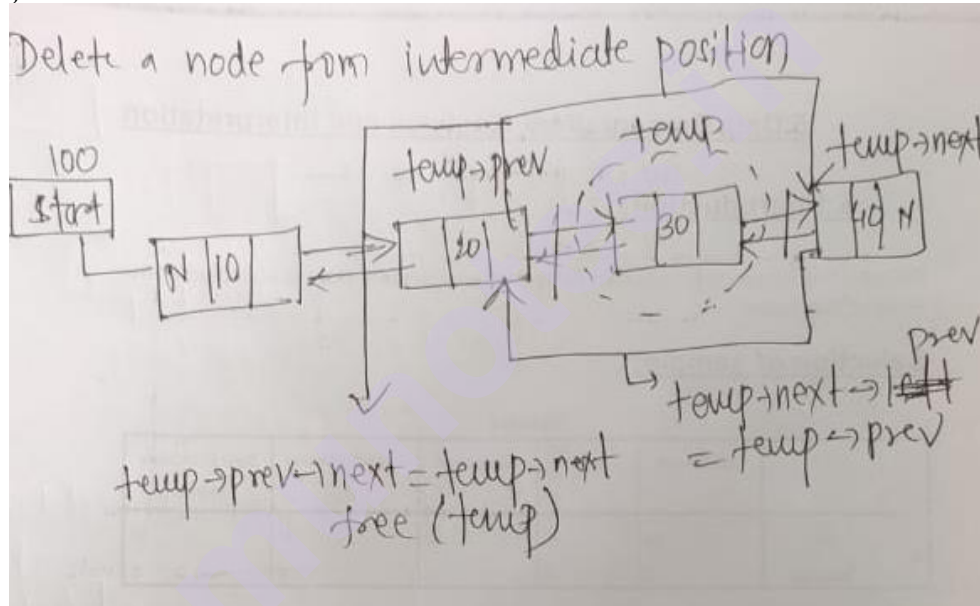 Delete a node from intermediate position
100
temp
temp→next
temp→prev
Start
N 10
20
30
40 N
prev
temp→next→left
= temp→prev
temp→prev→next = temp→next
free (temp)